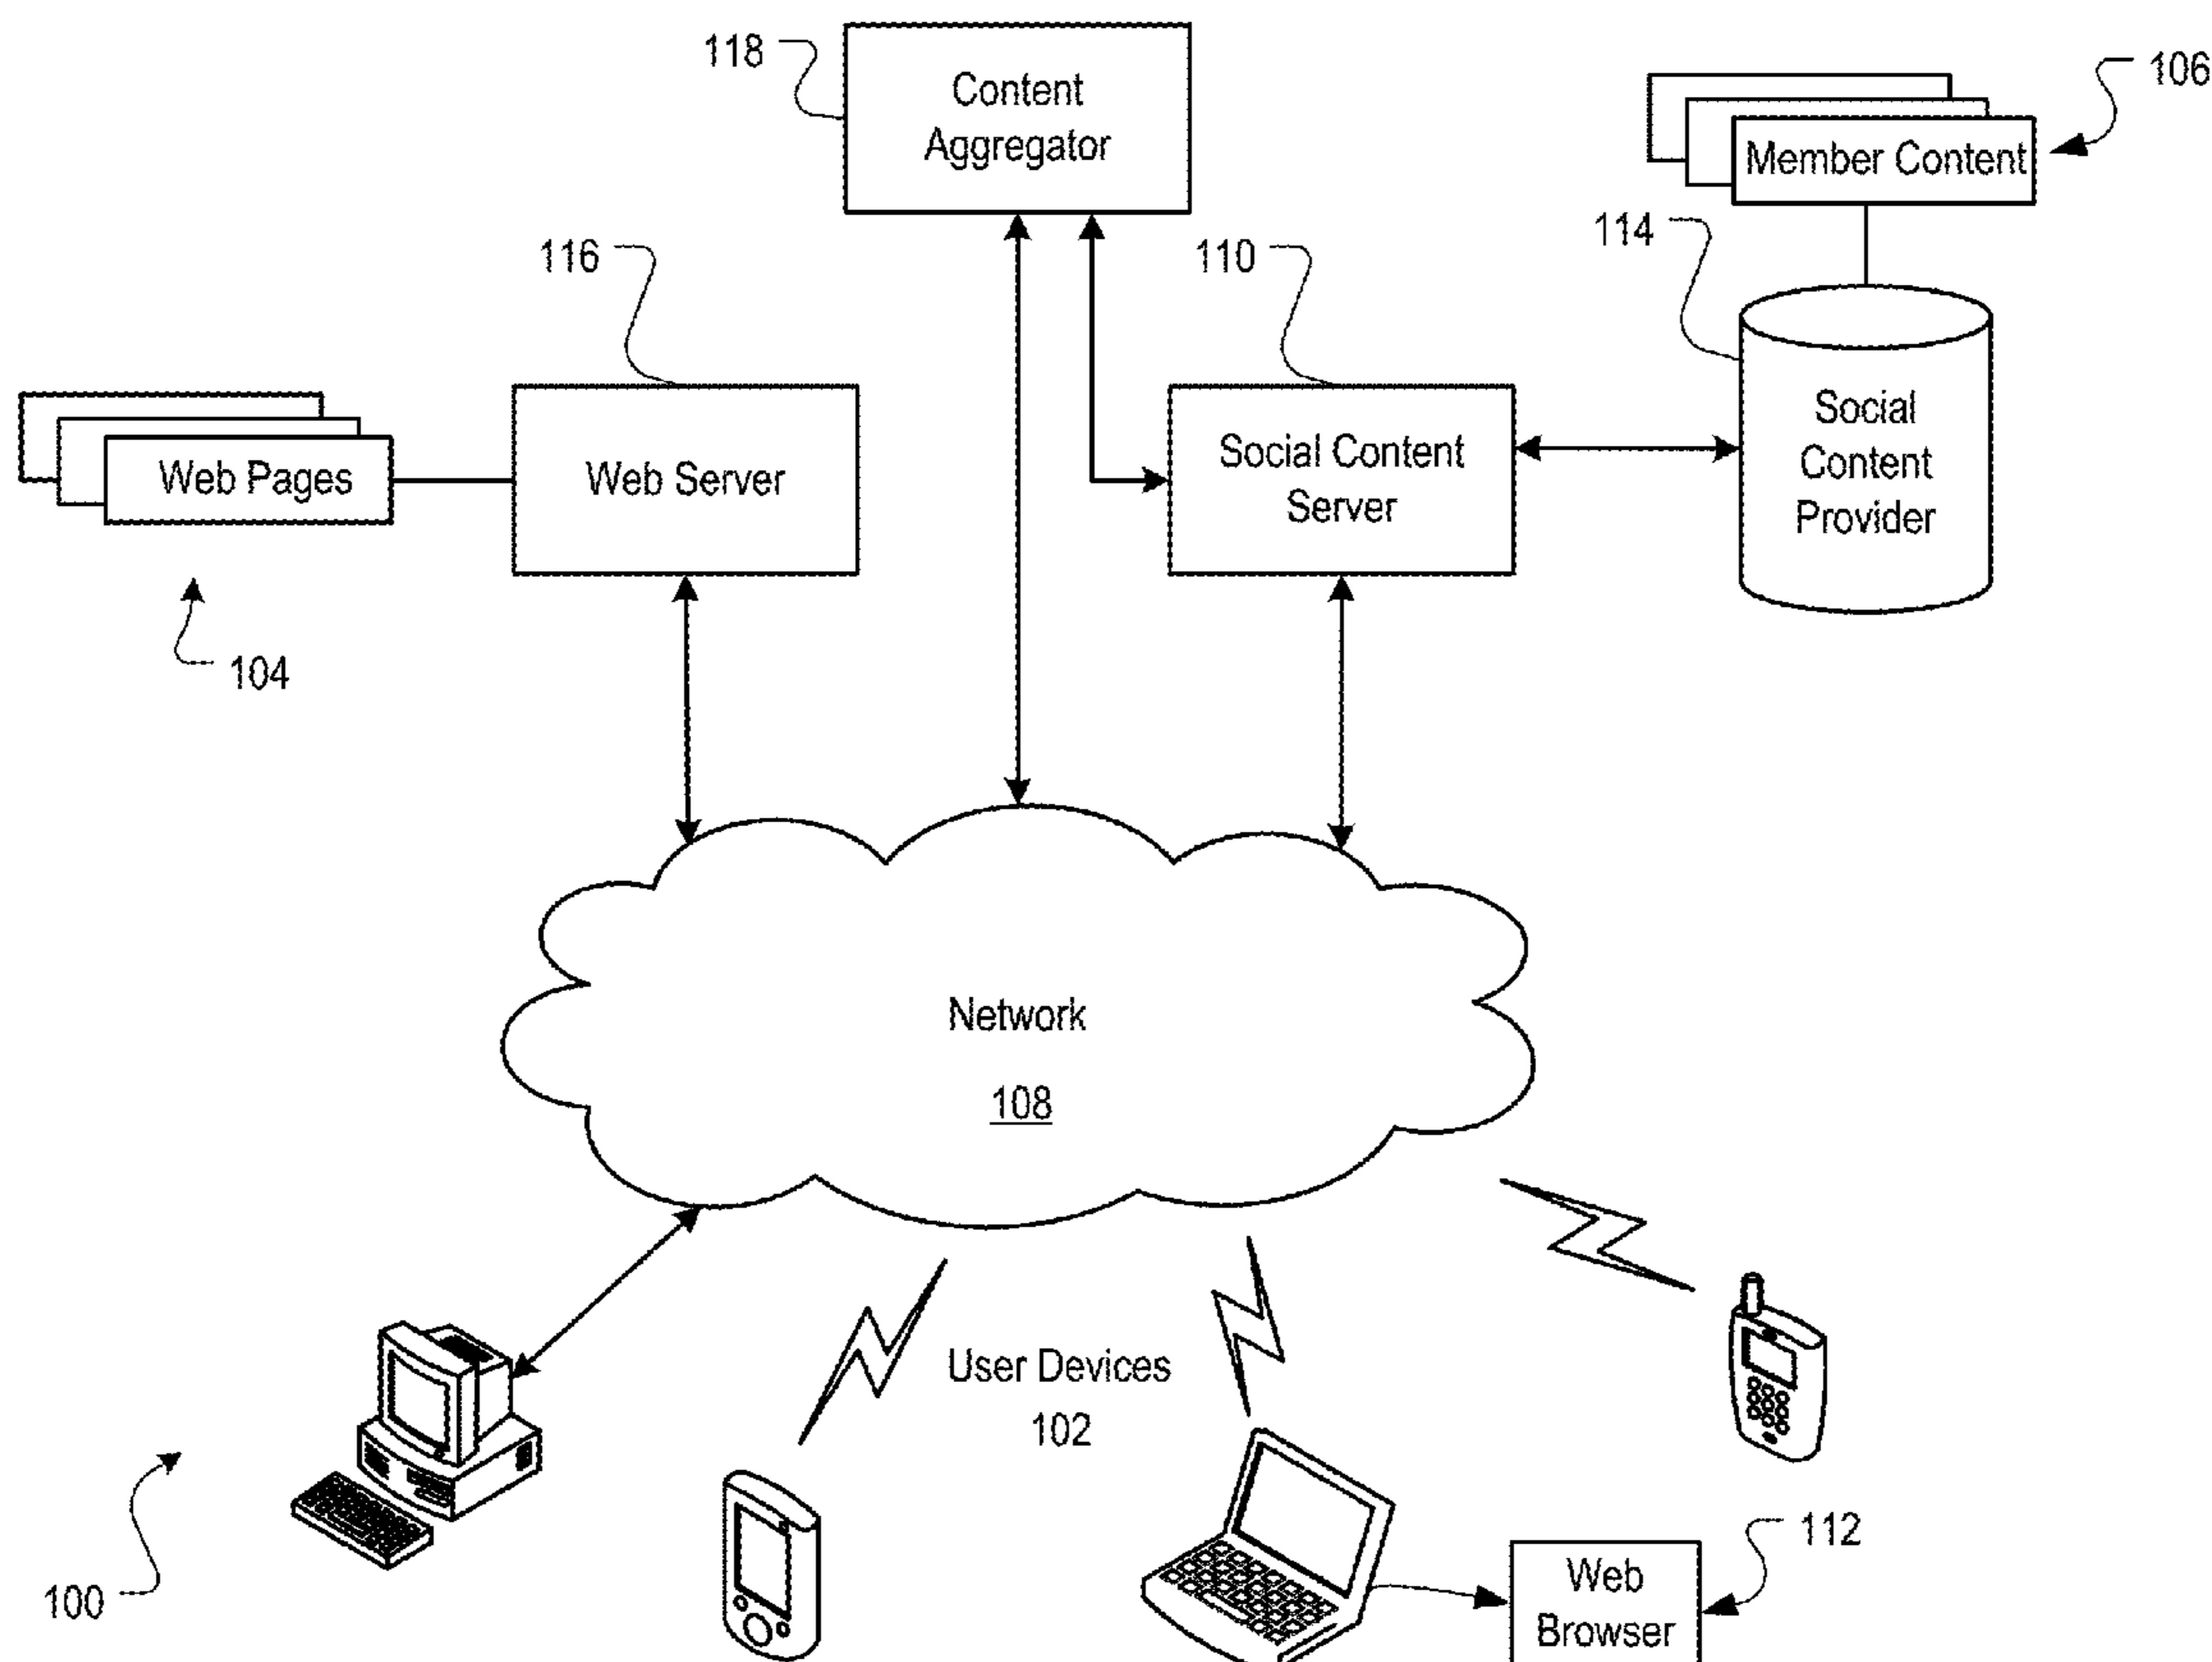 118
Content
Aggregator
106
Member Content
114
116
110
Web Pages
Web Server
Social Content
Server
Social
Content
Provider
104
Network
108
User Devices
102
100
112
Web
Browser